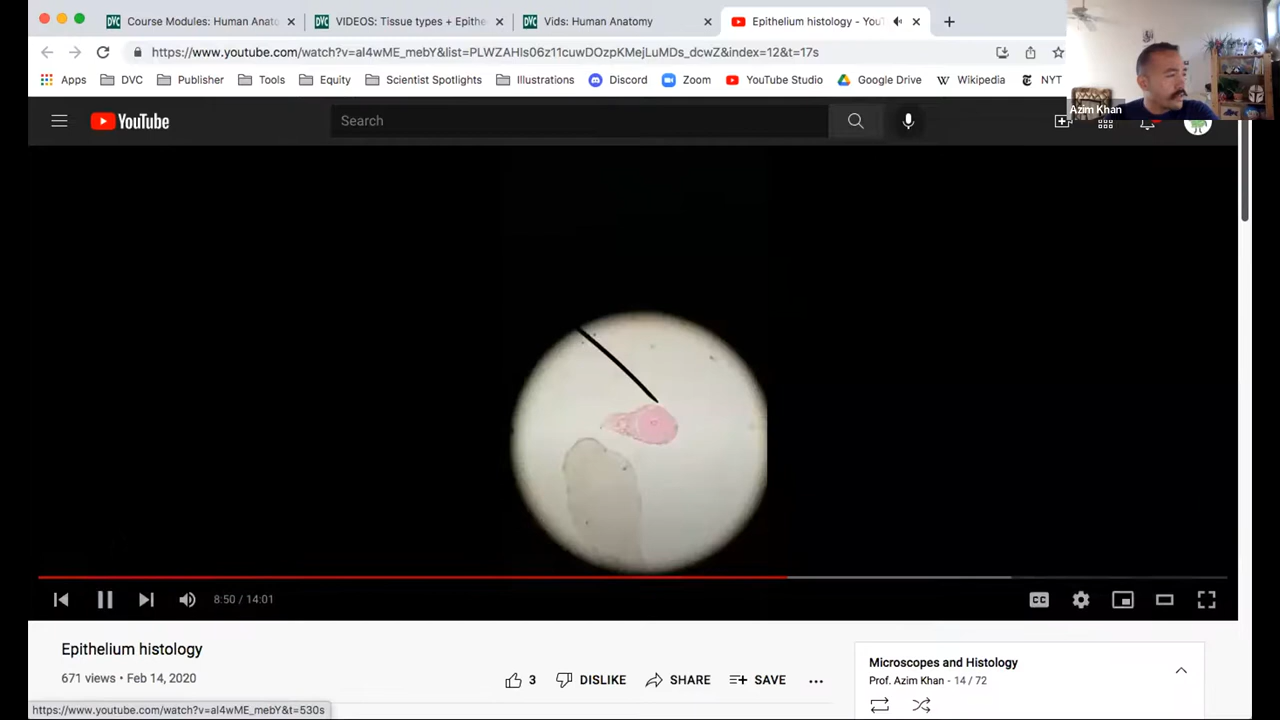 Course Modules: Human Anato
VIDEOS: Tissue types + Epithe
Vids: Human Anatomy
Epithelium histology - YouT
https://www.youtube.com/watch?v=al4wME_mebY&list=PLWZAHls06z11cuwDOzpKMejLuMDs_dcwZ&index=12&t=17s
Apps DVC Publisher Tools Equity Scientist Spotlights Illustrations Discord Zoom YouTube Studio Google Drive Wikipedia NYT
Azim Khan
YouTube
Search
8:50 / 14:01
CC
Epithelium histology
671 views • Feb 14, 2020
3 DISLIKE SHARE SAVE
Microscopes and Histology
Prof. Azim Khan - 14 / 72
https://www.youtube.com/watch?v=al4wME_mebY&t=530s